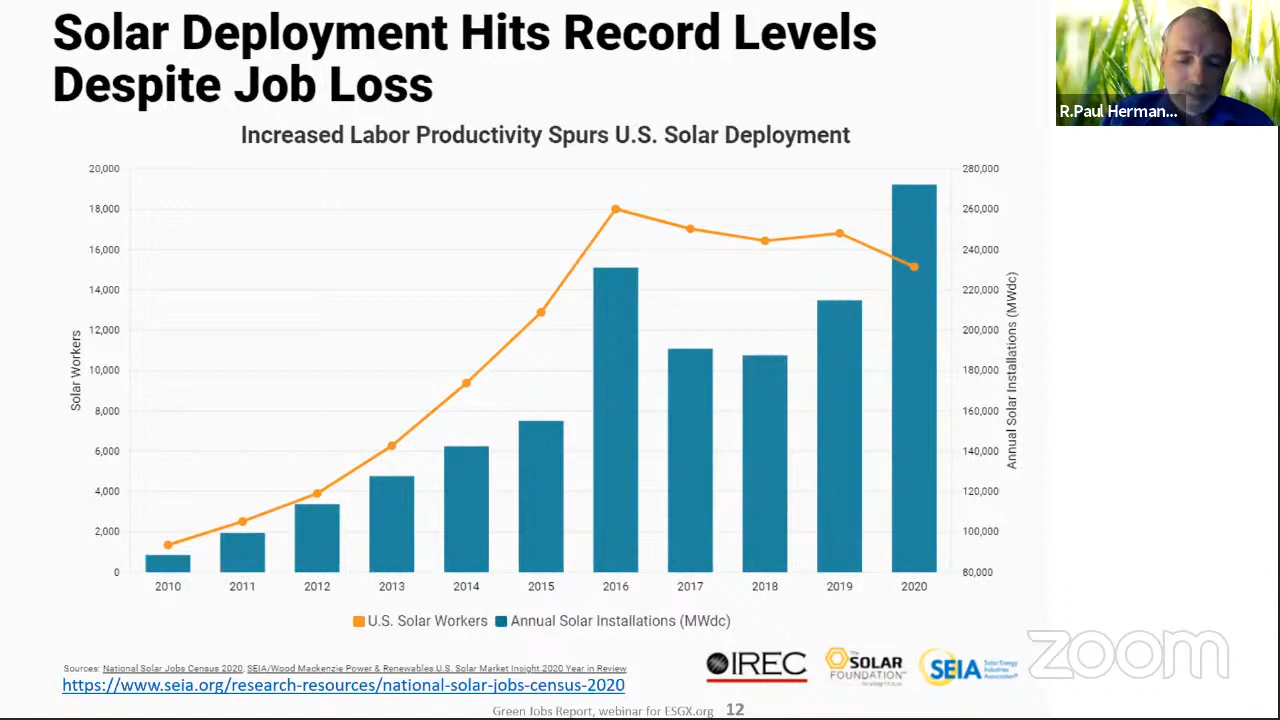 Solar Deployment Hits Record Levels
Despite Job Loss
R.Paul Herman...
Increased Labor Productivity Spurs U.S. Solar Deployment
20,000
18,000
16,000
14,000
12,000
10,000
8,000
6,000
4,000
2,000
0
Solar Workers
280,000
260,000
240,000
220,000
200,000
180,000
160,000
140,000
120,000
100,000
80,000
Annual Solar Installations (MWdc)
2010 2011 2012 2013 2014 2015 2016 2017 2018 2019 2020
U.S. Solar Workers Annual Solar Installations (MWdc)
Sources: National Solar Jobs Census 2020, SEIA/Wood Mackenzie Power & Renewables U.S. Solar Market Insight 2020 Year in Review
https://www.seia.org/research-resources/national-solar-jobs-census-2020
IREC
The
SOLAR
FOUNDATION
SEIA
Solar Energy
Industries
Association
zoom
Green Jobs Report, webinar for ESGX.org 12